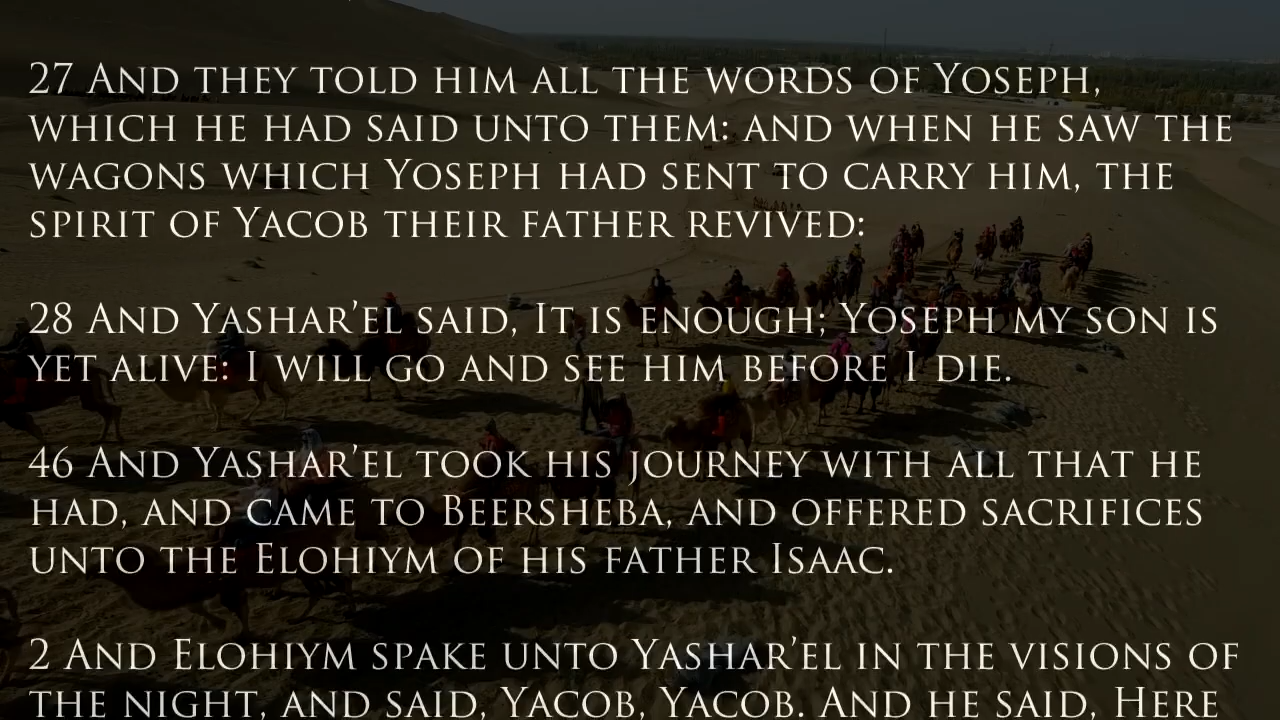 27 And they told him all the words of Yoseph,
which he had said unto them: and when he saw the
wagons which Yoseph had sent to carry him, the
spirit of Yacob their father revived:
28 And Yashar'el said, It is enough; Yoseph my son is
yet alive: I will go and see him before I die.
46 And Yashar'el took his journey with all that he
had, and came to Beersheba, and offered sacrifices
unto the Elohiym of his father Isaac.
2 And Elohiym spake unto Yashar'el in the visions of
the night, and said, Yacob, Yacob. And he said, Here